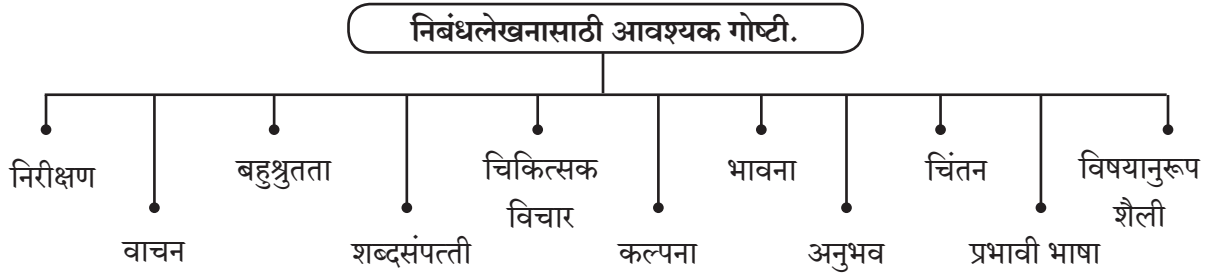 निबंधलेखनासाठी आवश्यक गोष्टी.
निरीक्षण
वाचन
बहुश्रुतता
शब्दसंपत्ती
चिकित्सक
विचार
कल्पना
भावना
अनुभव
चिंतन
प्रभावी भाषा
विषयानुरूप
शैली